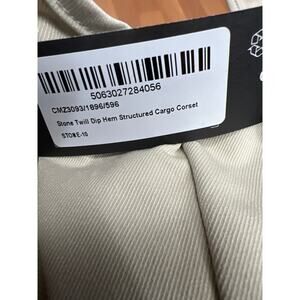 5063027284056
CMZ3093/1896/596
Stone Twill Dip Hem Structured Cargo Corset
STONE-10